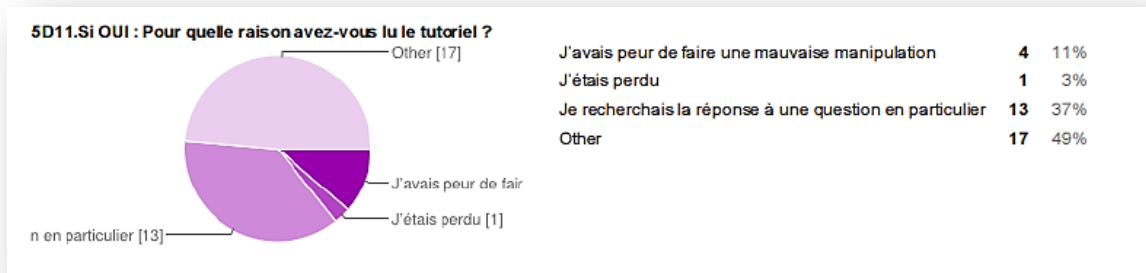 5D11.Si OUI : Pour quelle raison avez-vous lu le tutoriel ?
Other [17]
J'avais peur de fair
J'étais perdu [1]
n en particulier [13]
J'avais peur de faire une mauvaise manipulation 4 11%
J'étais perdu 1 3%
Je recherchais la réponse à une question en particulier 13 37%
Other 17 49%